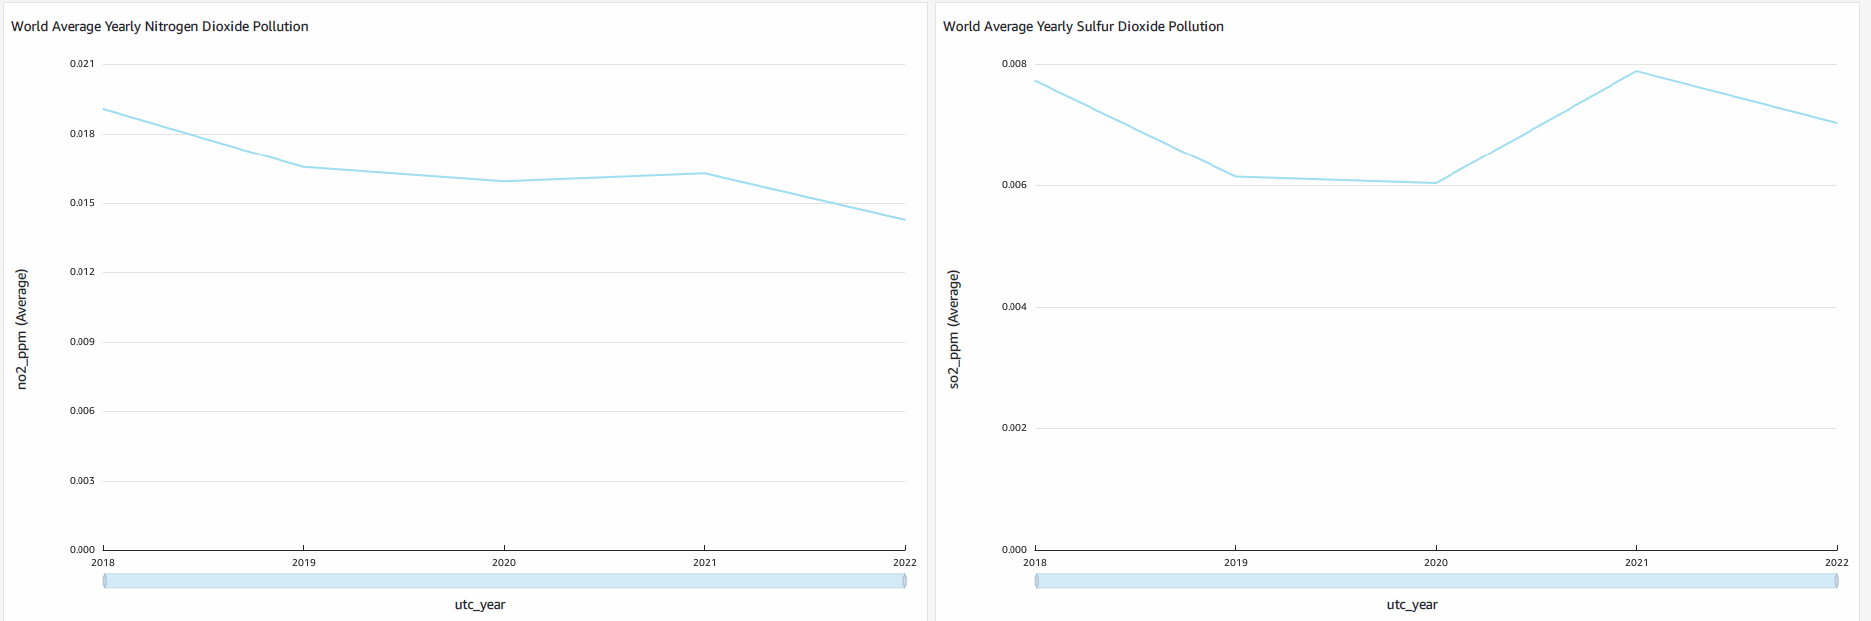 World Average Yearly Nitrogen Dioxide Pollution
0.021
0.018
0.015
0.012
0.009
0.006
0.003
0.000
no2_ppm (Average)
2018 2019 2020 2021 2022
utc_year
World Average Yearly Sulfur Dioxide Pollution
0.008
0.006
0.004
0.002
0.000
so2_ppm (Average)
2018 2019 2020 2021 2022
utc_year